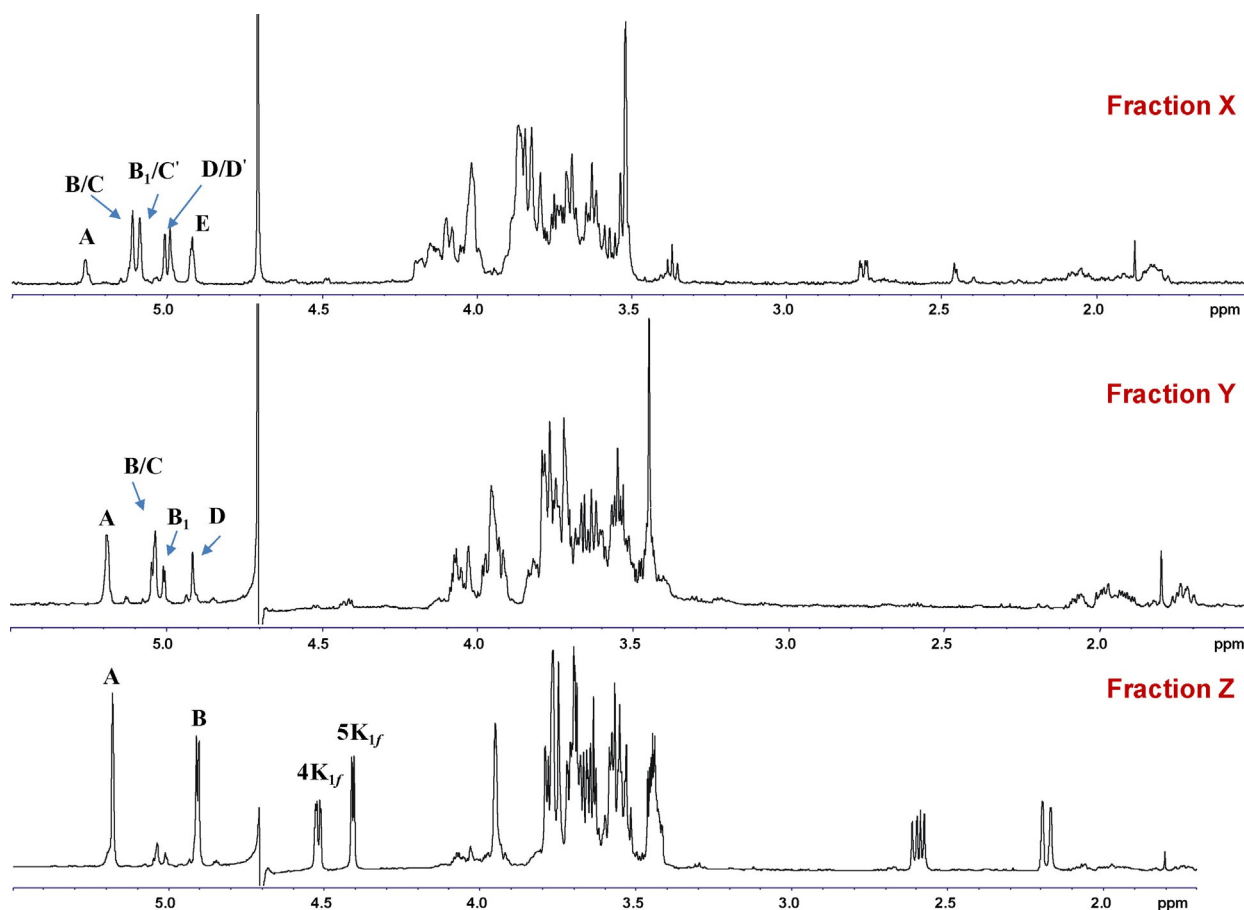 Fraction X
D/D'
B₁/C'
B/C
E
A
5.0 4.5 4.0 3.5 3.0 2.5 2.0 ppm
Fraction Y
B/C
A
B₁
D
5.0 4.5 4.0 3.5 3.0 2.5 2.0 ppm
Fraction Z
A
B
5K₁f
4K₁f
5.0 4.5 4.0 3.5 3.0 2.5 2.0 ppm